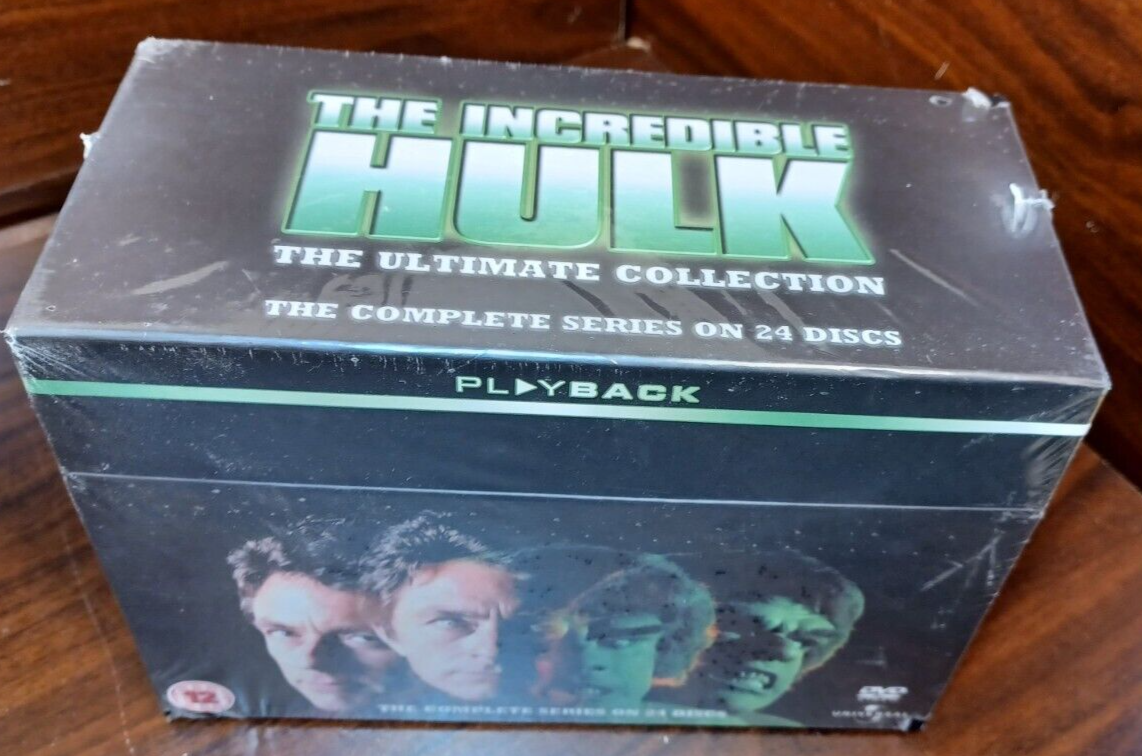 THE INCREDIBLE
HULK
THE ULTIMATE COLLECTION
THE COMPLETE SERIES ON 24 DISCS
PLAYBACK
12
THE COMPLETE SERIES ON 24 DISCS
DVD
UNIVERSAL